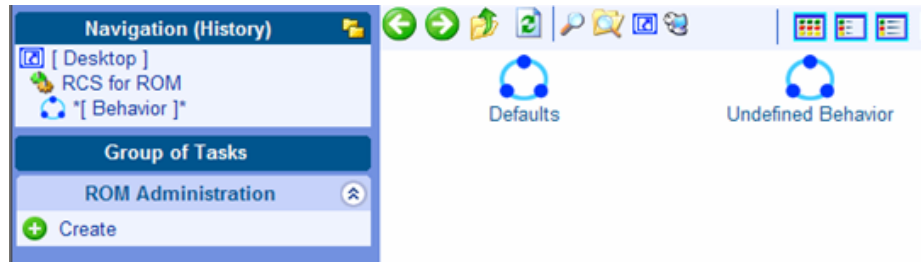 Navigation (History)
[ Desktop ]
RCS for ROM
*[ Behavior ]*
Group of Tasks
ROM Administration
Create
Defaults
Undefined Behavior